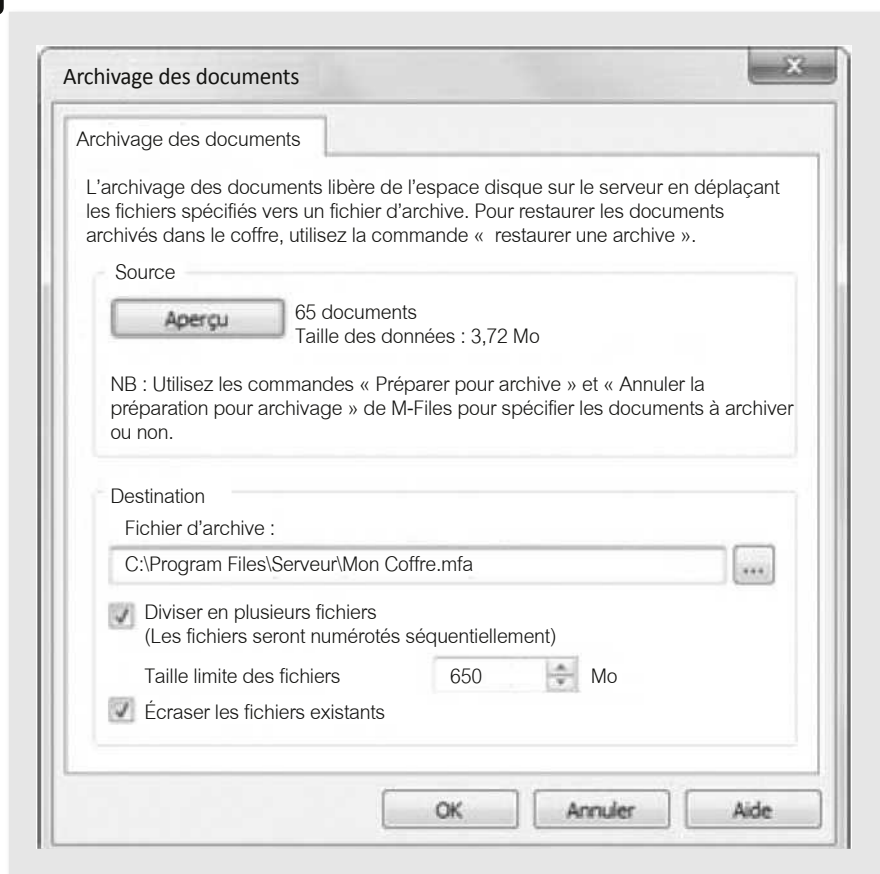 Archivage des documents
Archivage des documents
L'archivage des documents libère de l'espace disque sur le serveur en déplaçant
les fichiers spécifiés vers un fichier d'archive. Pour restaurer les documents
archivés dans le coffre, utilisez la commande «  restaurer une archive ».
Source
Aperçu
65 documents
Taille des données : 3,72 Mo
NB : Utilisez les commandes « Préparer pour archive » et « Annuler la
préparation pour archivage » de M-Files pour spécifier les documents à archiver
ou non.
Destination
Fichier d'archive :
C:\Program Files\Serveur\Mon Coffre.mfa
...
Diviser en plusieurs fichiers
(Les fichiers seront numérotés séquentiellement)
Taille limite des fichiers 650 Mo
Écraser les fichiers existants
OK Annuler Aide